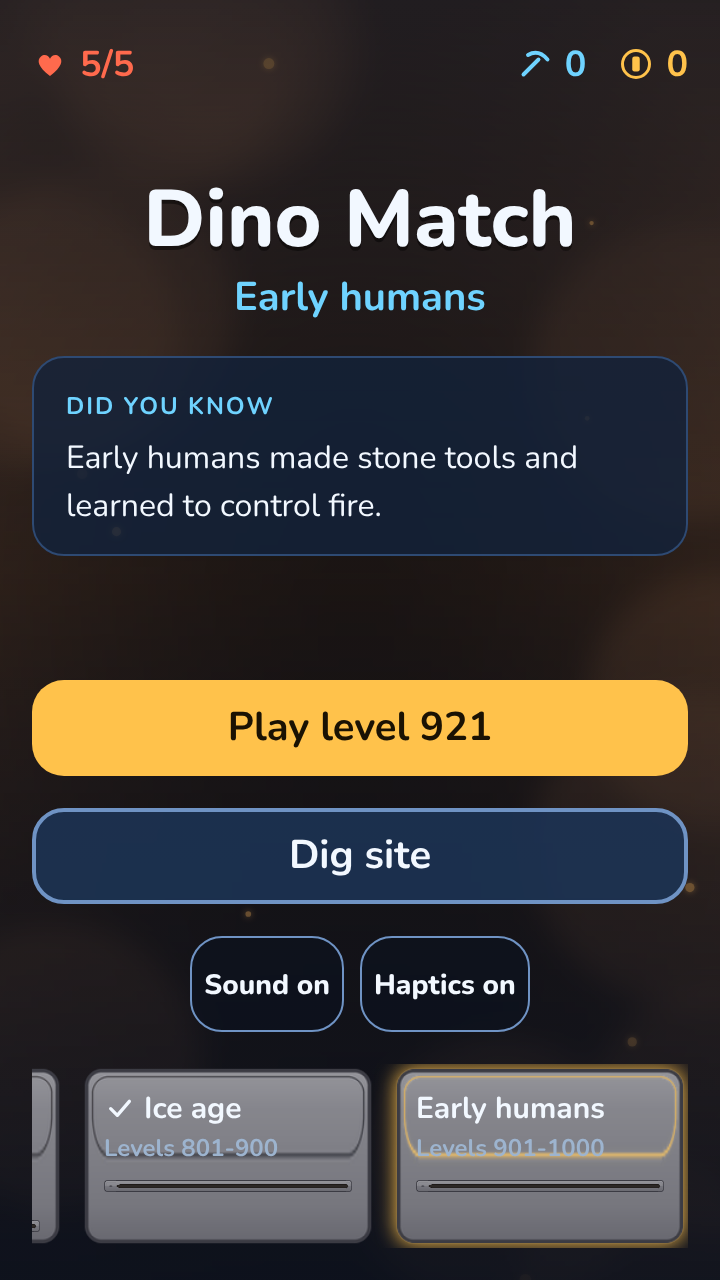 5/5
0
0
Dino Match
Early humans
DID YOU KNOW
Early humans made stone tools and
learned to control fire.
Play level 921
Dig site
Sound on
Haptics on
Ice age
Levels 801-900
Early humans
Levels 901-1000